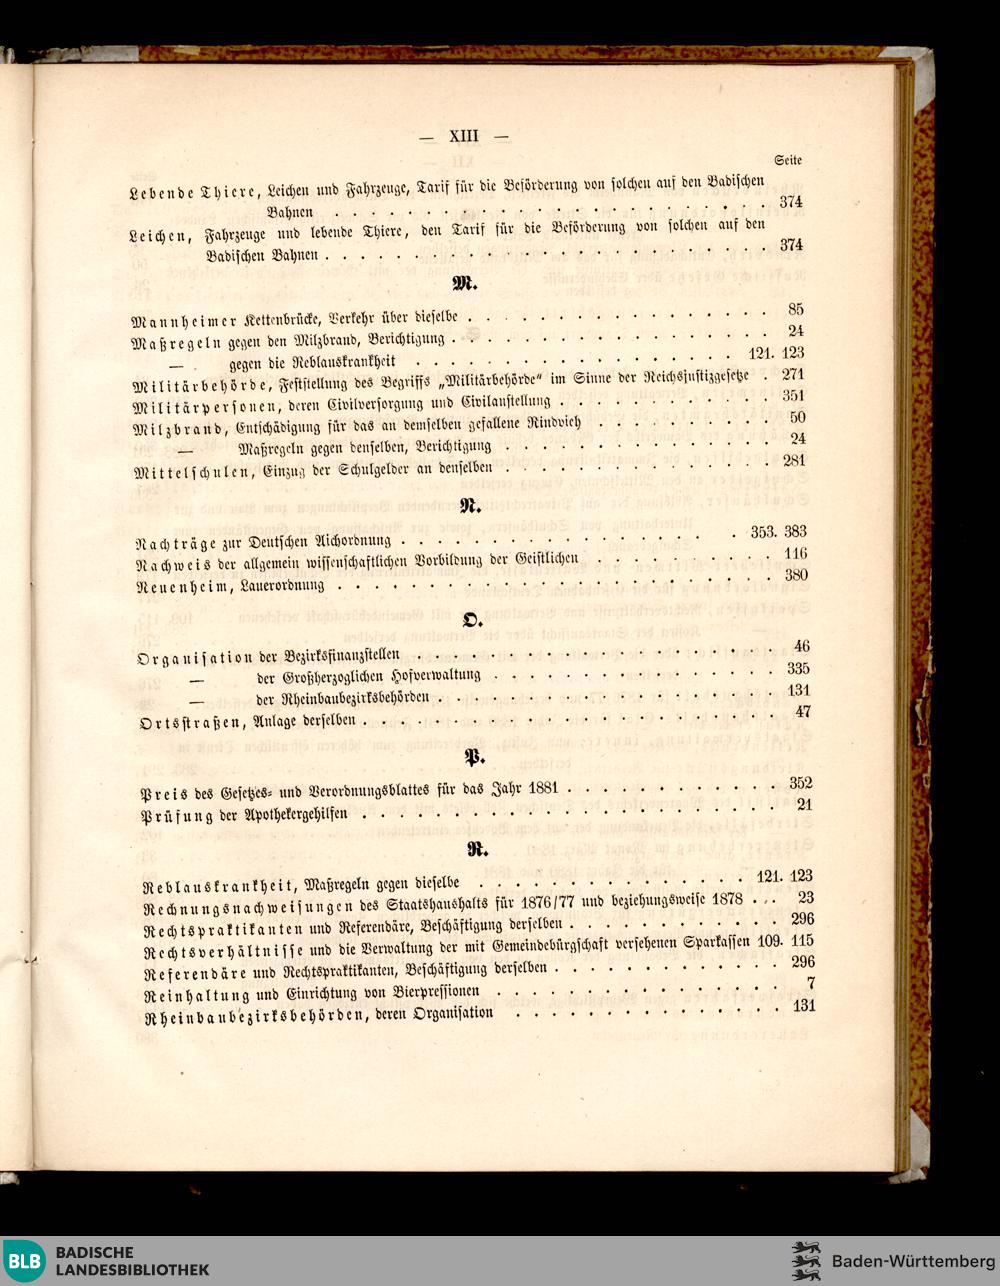 — XIII —
Seite
Lebende Thiere, Leichen und Fahrzeuge, Tarif für die Beförderung von solchen auf den Badischen
Bahnen . . . . . . . . . . . . . . . . . . . . 374
Leichen, Fahrzeuge und lebende Thiere, den Tarif für die Beförderung von solchen auf den
Badischen Bahnen . . . . . . . . . . . . . . . . . . . . 374
M.
Mannheimer Kettenbrücke, Verkehr über dieselbe . . . . . . . . . . . . . . 85
Maßregeln gegen den Milzbrand, Berichtigung . . . . . . . . . . . . . . . 24
— gegen die Reblauskrankheit . . . . . . . . . . . . . . . 121. 123
Militärbehörde, Feststellung des Begriffs „Militärbehörde“ im Sinne der Reichsjustizgesetze . 271
Militärpersonen, deren Civilversorgung und Civilanstellung . . . . . . . . . . 351
Milzbrand, Entschädigung für das an demselben gefallene Rindvieh . . . . . . . . 50
— Maßregeln gegen denselben, Berichtigung . . . . . . . . . . . . 24
Mittelschulen, Einzug der Schulgelder an denselben . . . . . . . . . . . . 281
N.
Nachträge zur Deutschen Aichordnung . . . . . . . . . . . . . . . . 353. 383
Nachweis der allgemein wissenschaftlichen Vorbildung der Geistlichen . . . . . . . . 116
Neuenheim, Lauerordnung . . . . . . . . . . . . . . . . . . . . 380
O.
Organisation der Bezirksfinanzstellen . . . . . . . . . . . . . . . . 46
— der Großherzoglichen Hofverwaltung . . . . . . . . . . . . . 335
— der Rheinbaubezirksbehörden . . . . . . . . . . . . . . . 131
Ortsstraßen, Anlage derselben . . . . . . . . . . . . . . . . . . 47
P.
Preis des Gesetzes- und Verordnungsblattes für das Jahr 1881 . . . . . . . . . . 352
Prüfung der Apothekergehilfen . . . . . . . . . . . . . . . . . . . 21
R.
Reblauskrankheit, Maßregeln gegen dieselbe . . . . . . . . . . . . 121. 123
Rechnungsnachweisungen des Staatshaushalts für 1876/77 und beziehungsweise 1878 . . . 23
Rechtspraktikanten und Referendäre, Beschäftigung derselben . . . . . . . . . . 296
Rechtsverhältnisse und die Verwaltung der mit Gemeindebürgschaft versehenen Sparkassen 109. 115
Referendäre und Rechtspraktikanten, Beschäftigung derselben . . . . . . . . . . 296
Reinhaltung und Einrichtung von Bierpressionen . . . . . . . . . . . . . 7
Rheinbaubezirksbehörden, deren Organisation . . . . . . . . . . . . 131
BLB BADISCHE
LANDESBIBLIOTHEK
Baden-Württemberg